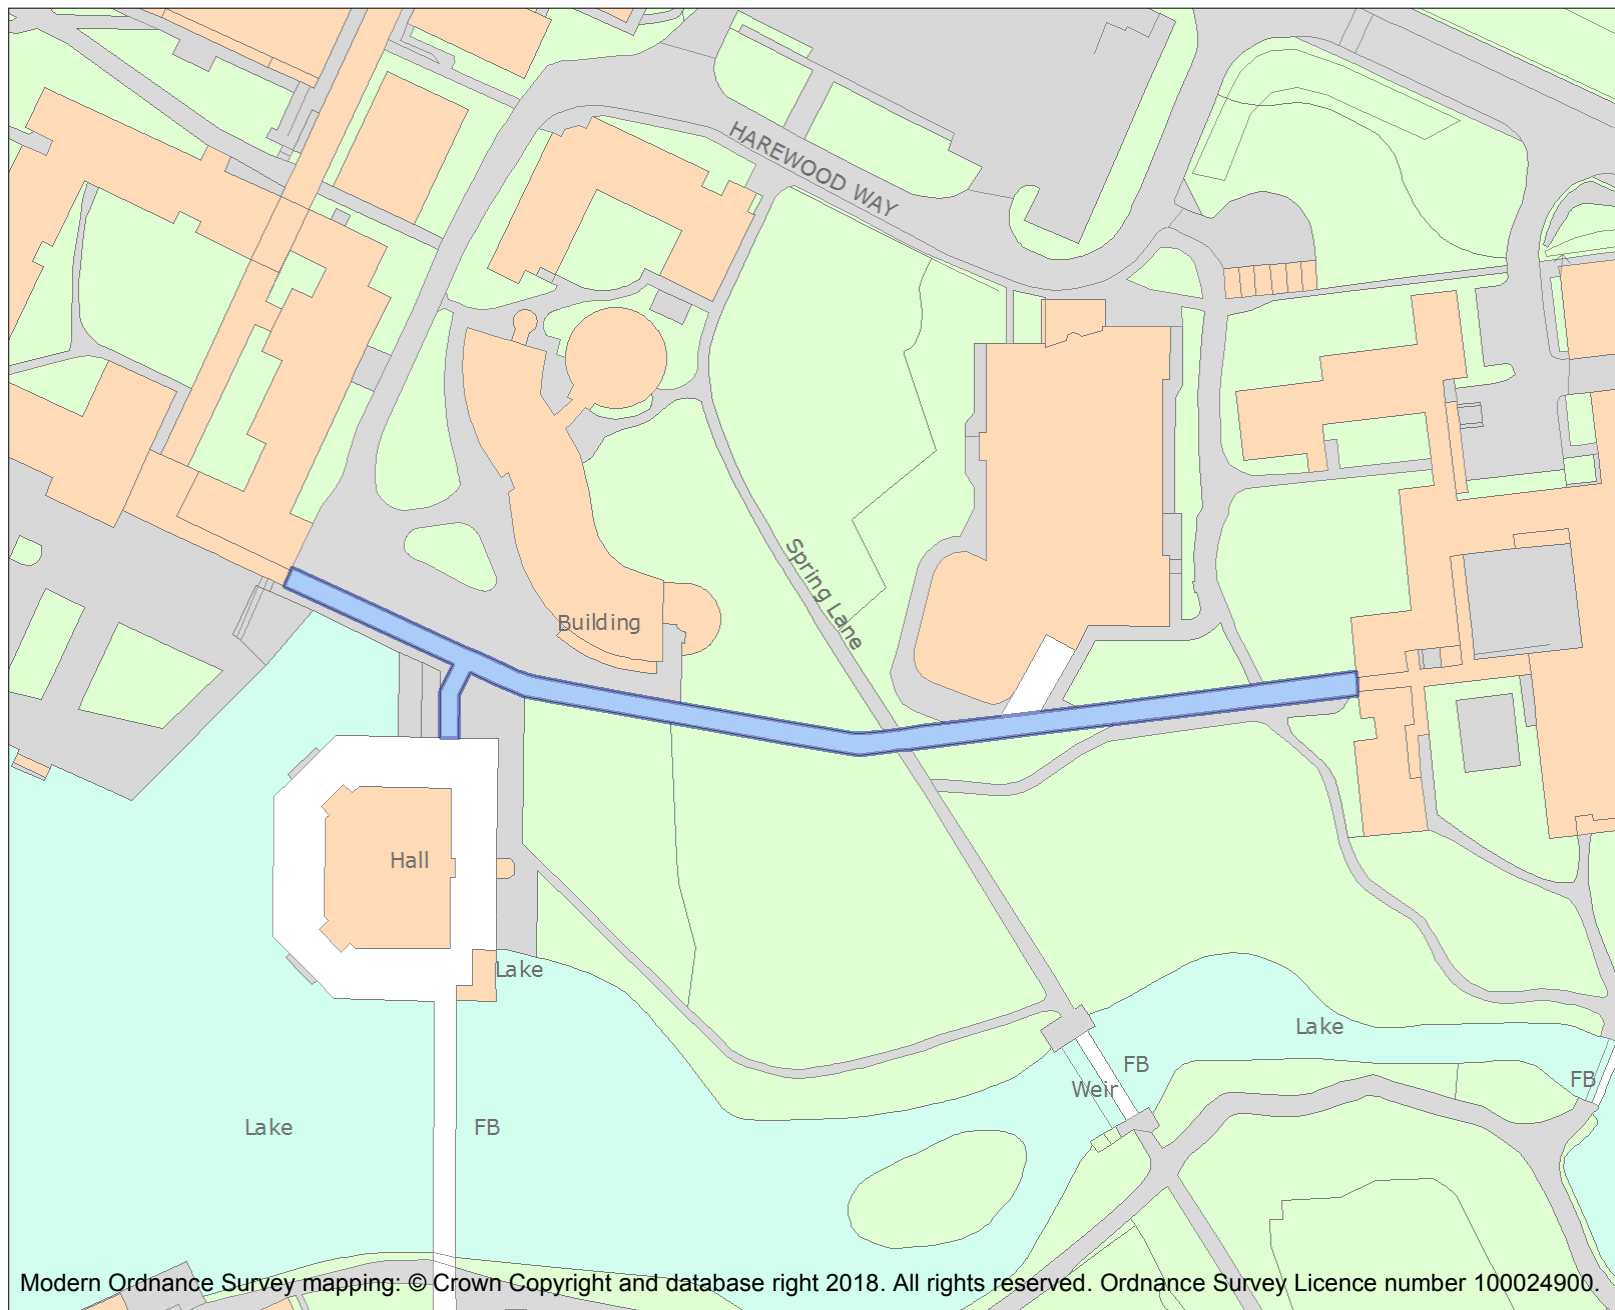 HAREWOOD WAY
Spring Lane
Building
Hall
Lake
Lake
FB
Weir
FB
Lake
FB
Modern Ordnance Survey mapping: © Crown Copyright and database right 2018. All rights reserved. Ordnance Survey Licence number 100024900.